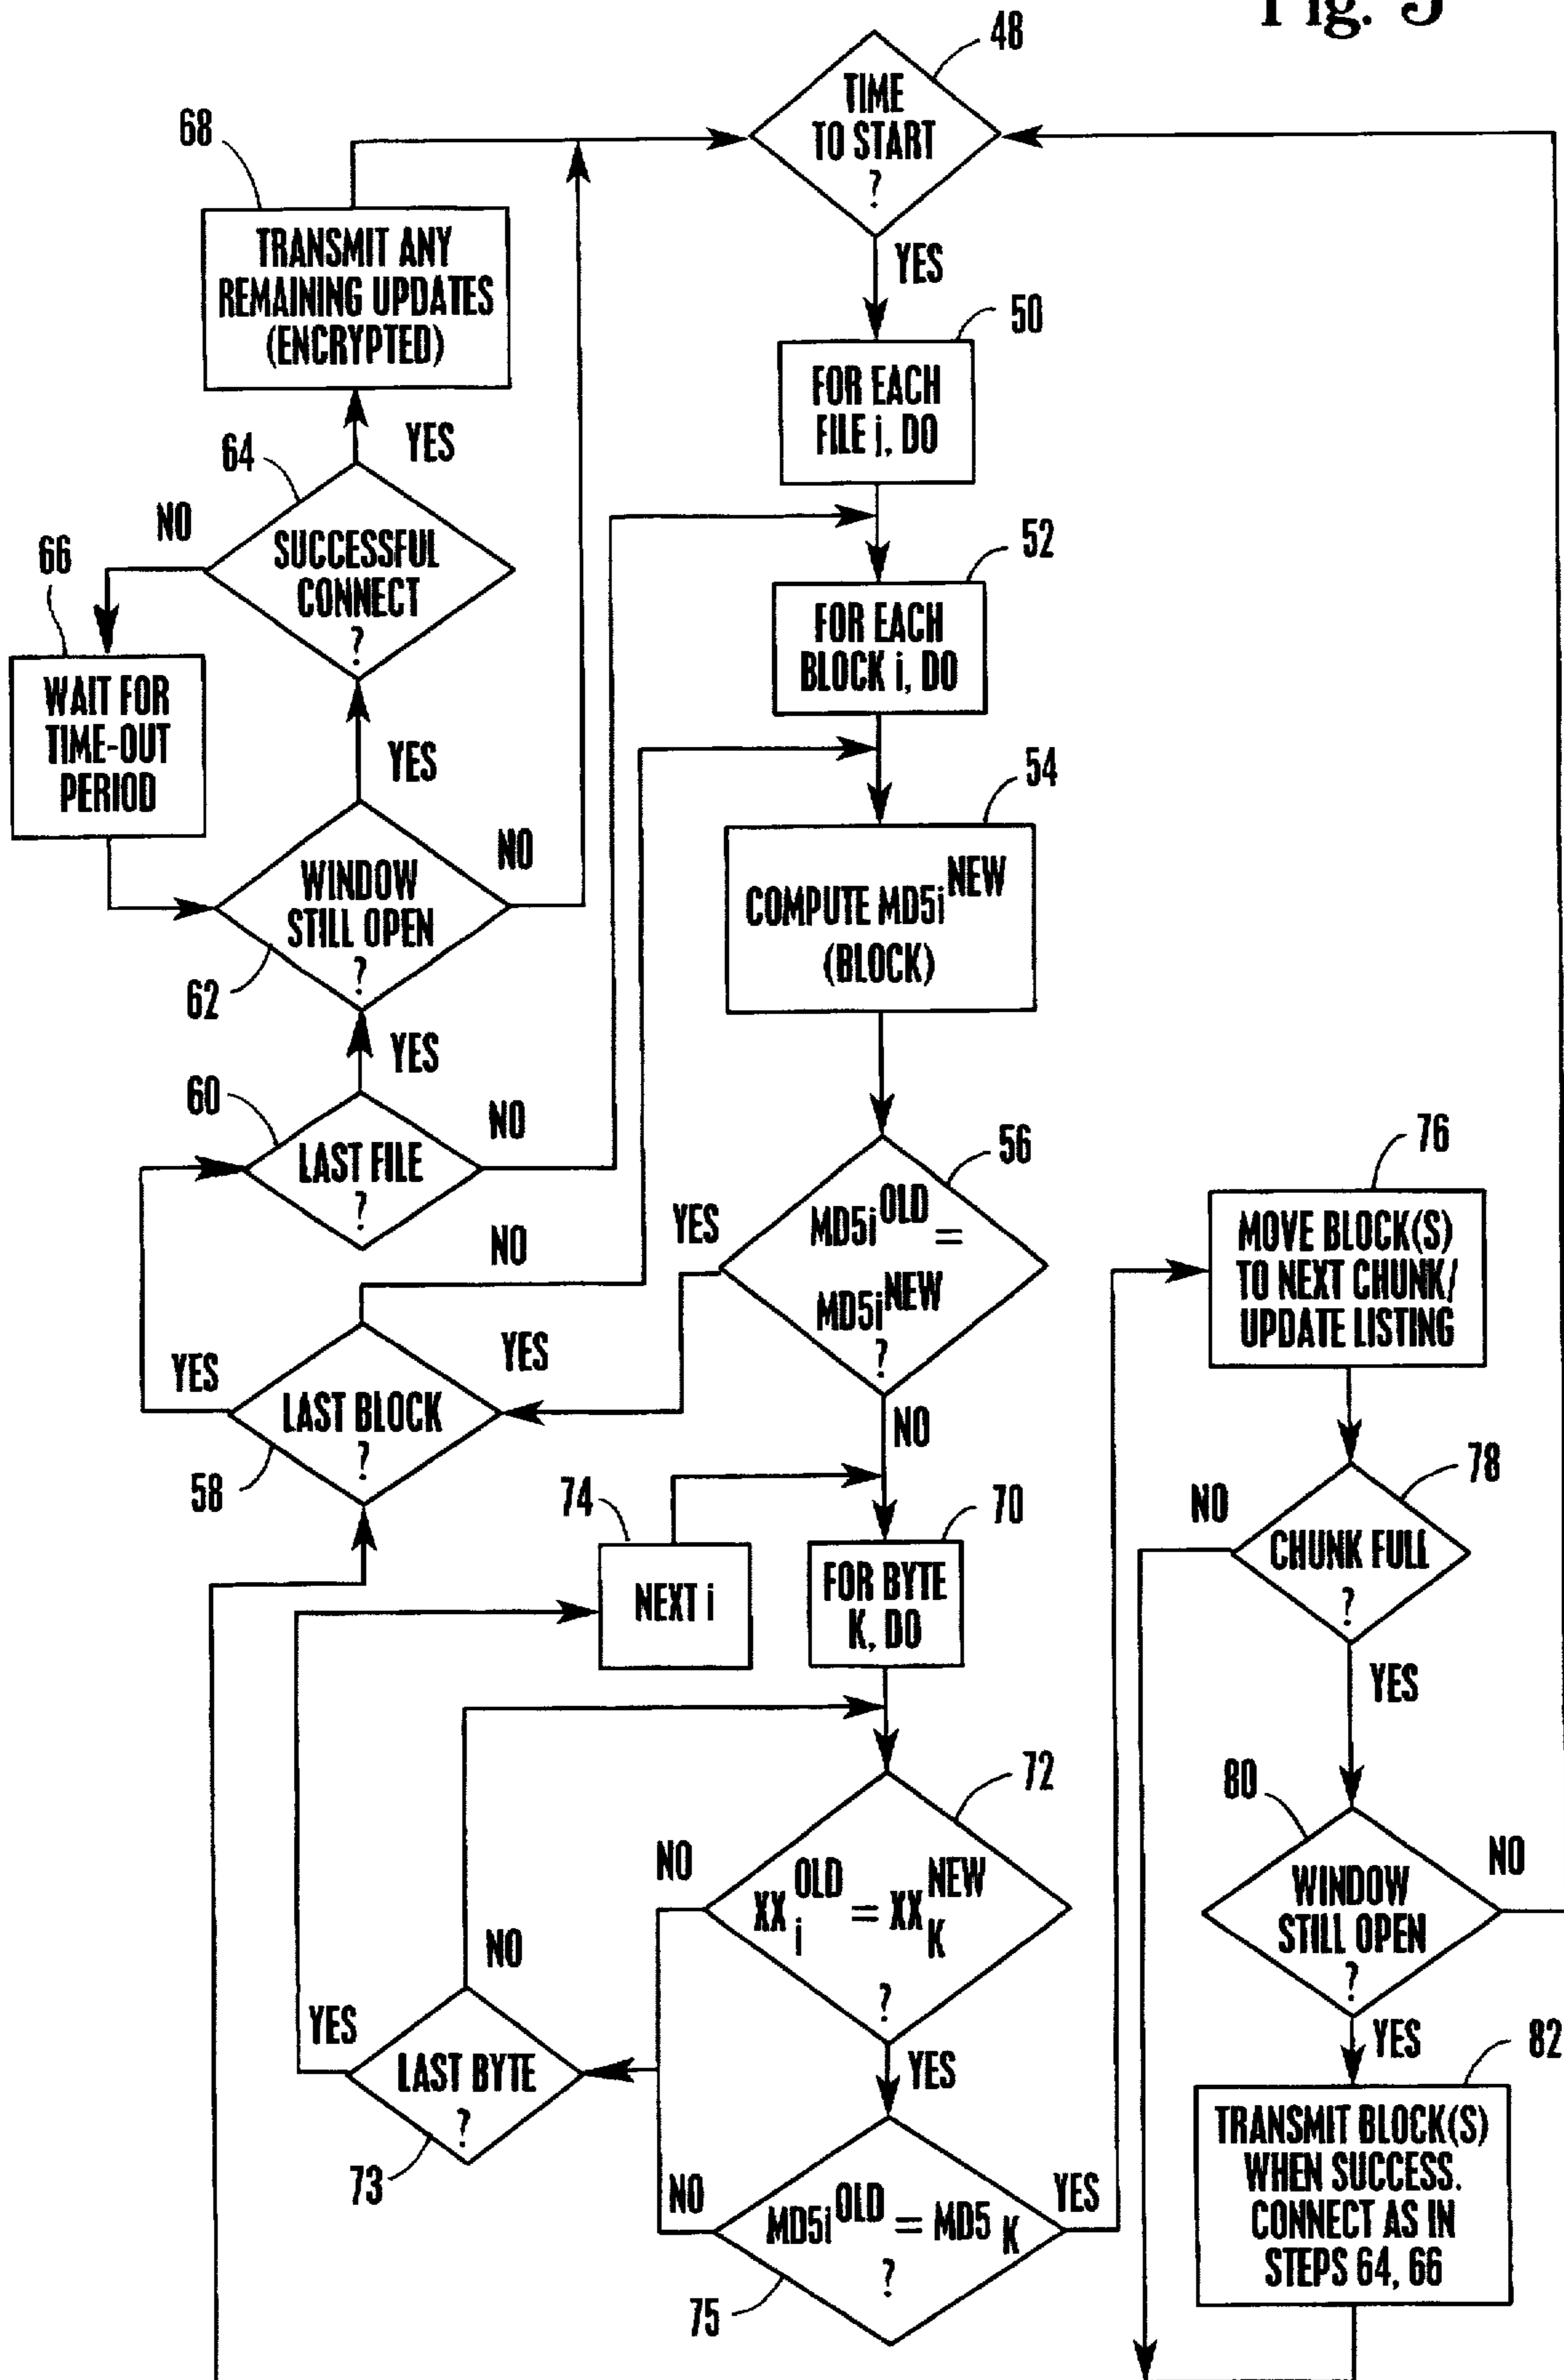 Fig. 5
48
TIME
TO START
?
YES
68
TRANSMIT ANY
REMAINING UPDATES
(ENCRYPTED)
50
FOR EACH
FILE j, DO
YES
64
NO
SUCCESSFUL
CONNECT
?
66
WAIT FOR
TIME-OUT
PERIOD
52
FOR EACH
BLOCK i, DO
YES
54
COMPUTE MD5i NEW
(BLOCK)
WINDOW
STILL OPEN
?
NO
62
YES
60
LAST FILE
?
NO
56
MD5i OLD =
MD5i NEW
?
YES
NO
NO
YES
YES
LAST BLOCK
?
58
76
MOVE BLOCK(S)
TO NEXT CHUNK/
UPDATE LISTING
74
NEXT i
70
FOR BYTE
K, DO
78
NO
CHUNK FULL
?
YES
72
NO
XX i OLD = XX K NEW
?
YES
NO
YES
LAST BYTE
?
73
80
WINDOW
STILL OPEN
?
NO
YES
NO
MD5i OLD = MD5 K
?
YES
75
82
TRANSMIT BLOCK(S)
WHEN SUCCESS.
CONNECT AS IN
STEPS 64, 66